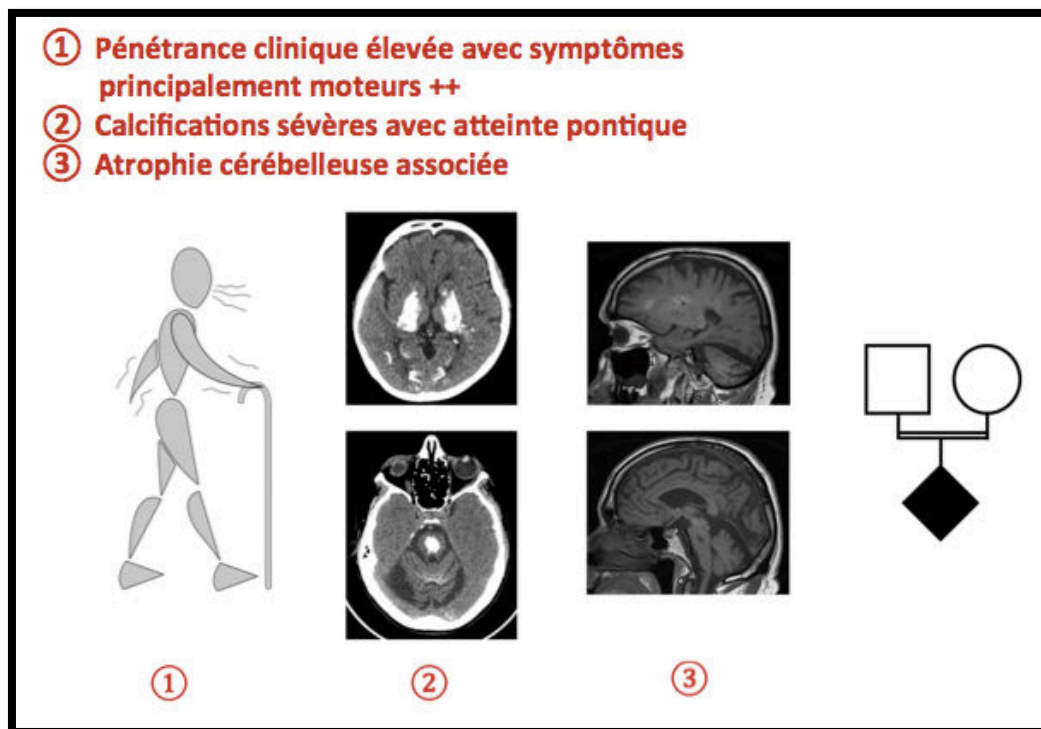 ① Pénétrance clinique élevée avec symptômes
principalement moteurs ++
② Calcifications sévères avec atteinte pontique
③ Atrophie cérébelleuse associée
① ② ③